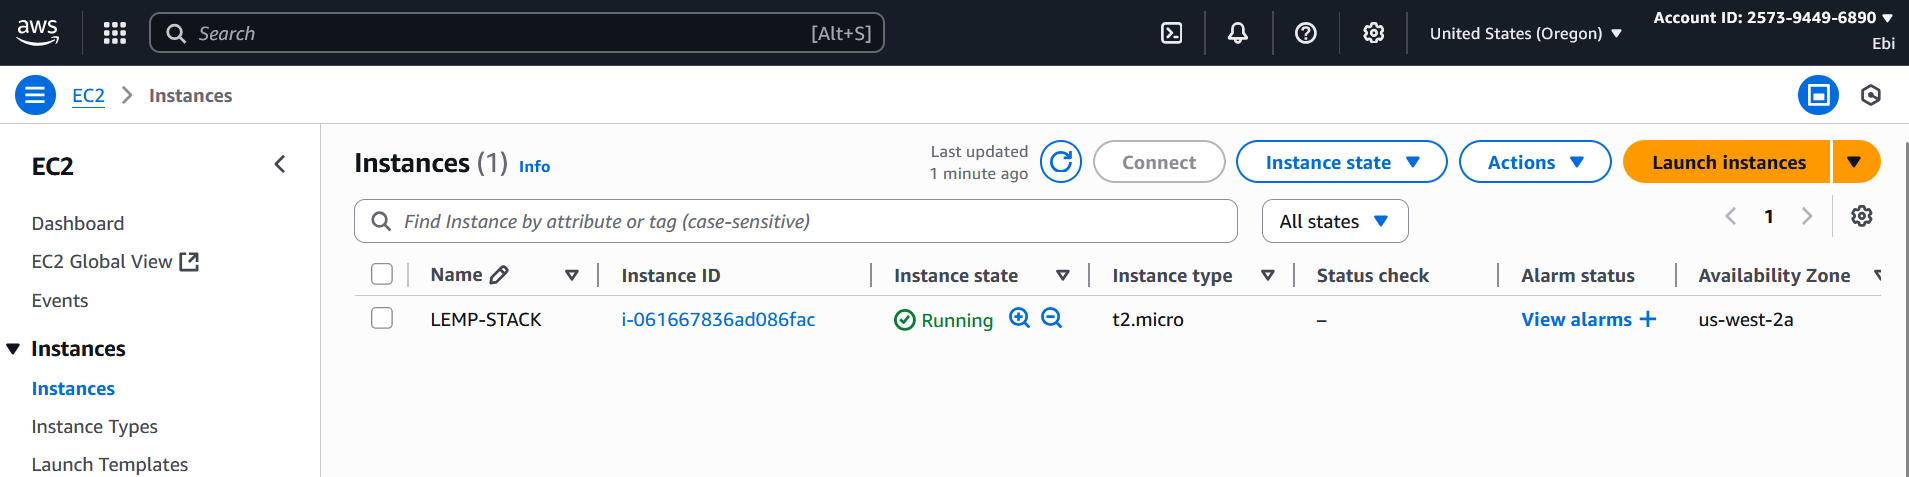 aws
Search [Alt+S]
United States (Oregon)
Account ID: 2573-9449-6890
Ebi
EC2 Instances
EC2
Dashboard
EC2 Global View
Events
Instances
Instances
Instance Types
Launch Templates
Instances (1) Info
Last updated
1 minute ago
Connect
Instance state
Actions
Launch instances
Find Instance by attribute or tag (case-sensitive)
All states
1
Name Instance ID Instance state Instance type Status check Alarm status Availability Zone
LEMP-STACK i-061667836ad086fac Running t2.micro – View alarms + us-west-2a